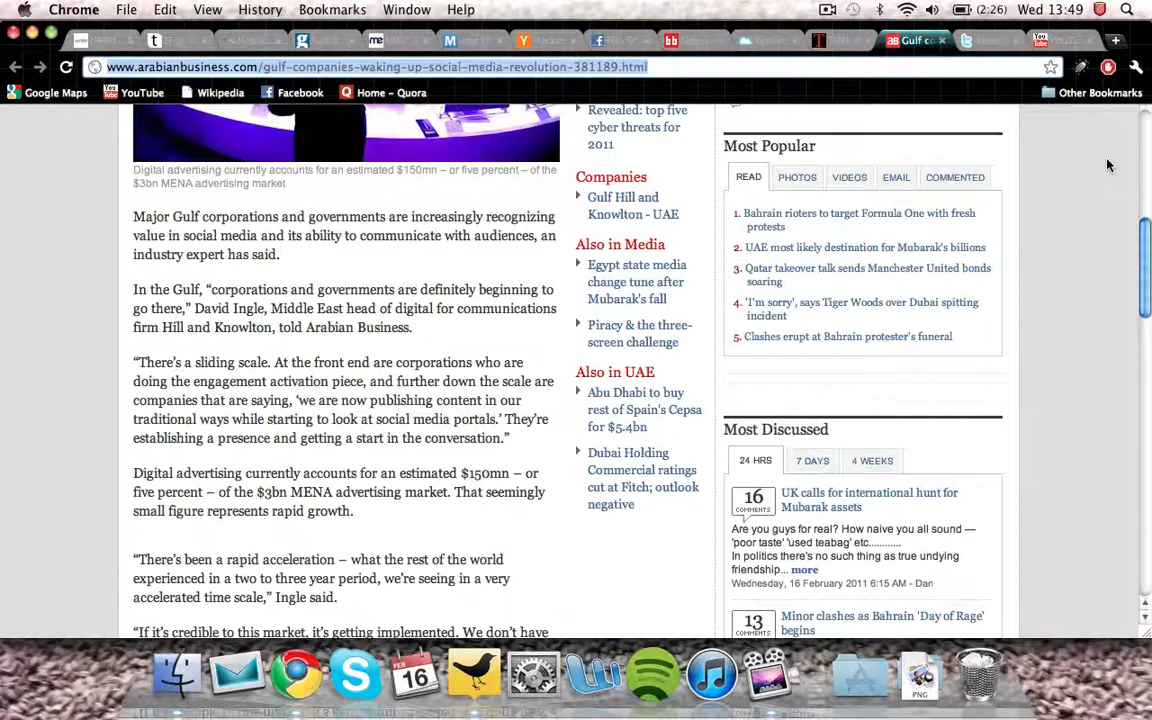 Chrome File Edit View History Bookmarks Window Help
(2:26) Wed 13:49
Gulf co
www.arabianbusiness.com/gulf-companies-waking-up-social-media-revolution-381189.html
Google Maps YouTube Wikipedia Facebook Home – Quora Other Bookmarks
Digital advertising currently accounts for an estimated $150mn – or five percent – of the
$3bn MENA advertising market
Major Gulf corporations and governments are increasingly recognizing
value in social media and its ability to communicate with audiences, an
industry expert has said.
In the Gulf, “corporations and governments are definitely beginning to
go there,” David Ingle, Middle East head of digital for communications
firm Hill and Knowlton, told Arabian Business.
“There’s a sliding scale. At the front end are corporations who are
doing the engagement activation piece, and further down the scale are
companies that are saying, ‘we are now publishing content in our
traditional ways while starting to look at social media portals.’ They’re
establishing a presence and getting a start in the conversation.”
Digital advertising currently accounts for an estimated $150mn – or
five percent – of the $3bn MENA advertising market. That seemingly
small figure represents rapid growth.
“There’s been a rapid acceleration – what the rest of the world
experienced in a two to three year period, we’re seeing in a very
accelerated time scale,” Ingle said.
“If it’s credible to this market, it’s getting implemented. We don’t have
Revealed: top five
cyber threats for
2011
Companies
Gulf Hill and
Knowlton - UAE
Also in Media
Egypt state media
change tune after
Mubarak's fall
Piracy & the three-
screen challenge
Also in UAE
Abu Dhabi to buy
rest of Spain's Cepsa
for $5.4bn
Dubai Holding
Commercial ratings
cut at Fitch; outlook
negative
Most Popular
READ PHOTOS VIDEOS EMAIL COMMENTED
1. Bahrain rioters to target Formula One with fresh
protests
2. UAE most likely destination for Mubarak's billions
3. Qatar takeover talk sends Manchester United bonds
soaring
4. 'I'm sorry', says Tiger Woods over Dubai spitting
incident
5. Clashes erupt at Bahrain protester's funeral
Most Discussed
24 HRS 7 DAYS 4 WEEKS
16
COMMENTS
UK calls for international hunt for
Mubarak assets
Are you guys for real? How naive you all sound —
'poor taste' 'used teabag' etc...........
In politics there's no such thing as true undying
friendship... more
Wednesday, 16 February 2011 6:15 AM - Dan
13
COMMENTS
Minor clashes as Bahrain 'Day of Rage'
begins
FEB
16
PNG